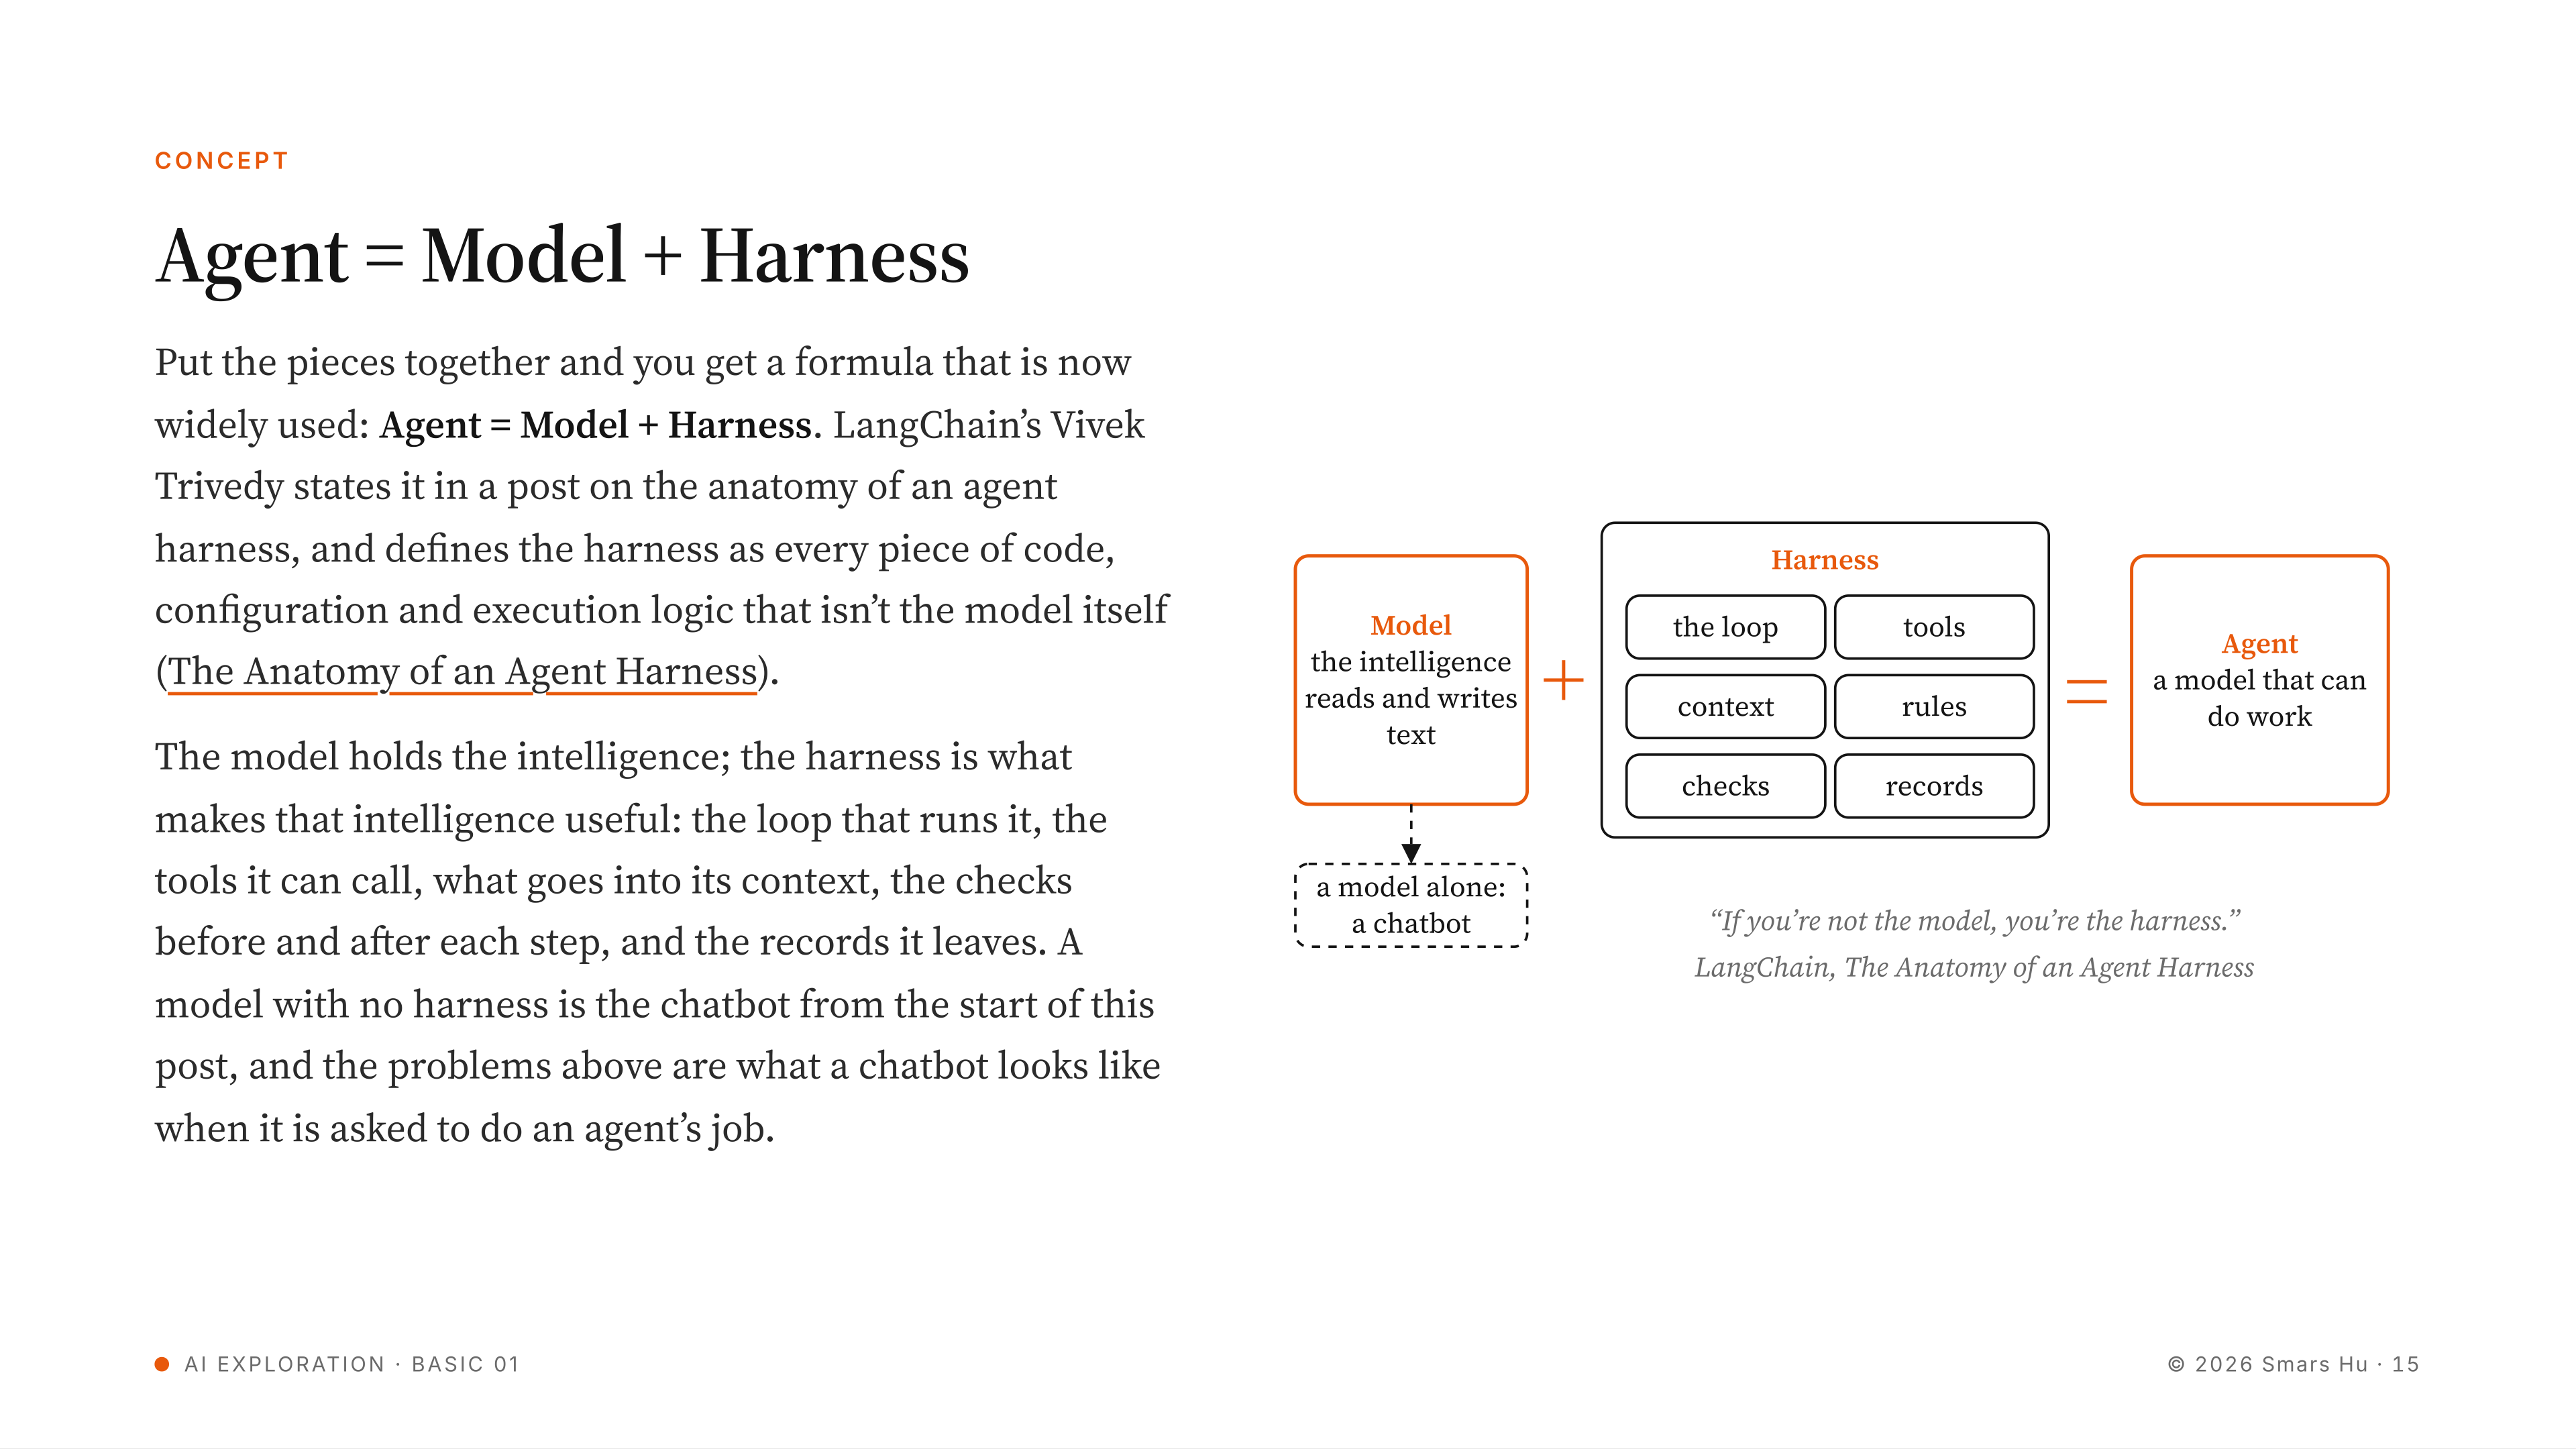 CONCEPT
Agent = Model + Harness
Put the pieces together and you get a formula that is now
widely used: Agent = Model + Harness. LangChain’s Vivek
Trivedy states it in a post on the anatomy of an agent
harness, and defines the harness as every piece of code,
configuration and execution logic that isn’t the model itself
(The Anatomy of an Agent Harness).
The model holds the intelligence; the harness is what
makes that intelligence useful: the loop that runs it, the
tools it can call, what goes into its context, the checks
before and after each step, and the records it leaves. A
model with no harness is the chatbot from the start of this
post, and the problems above are what a chatbot looks like
when it is asked to do an agent’s job.
Model
the intelligence
reads and writes
text
a model alone:
a chatbot
+
Harness
the loop
tools
context
rules
checks
records
=
Agent
a model that can
do work
“If you’re not the model, you’re the harness.”
LangChain, The Anatomy of an Agent Harness
AI EXPLORATION · BASIC 01
© 2026 Smars Hu · 15